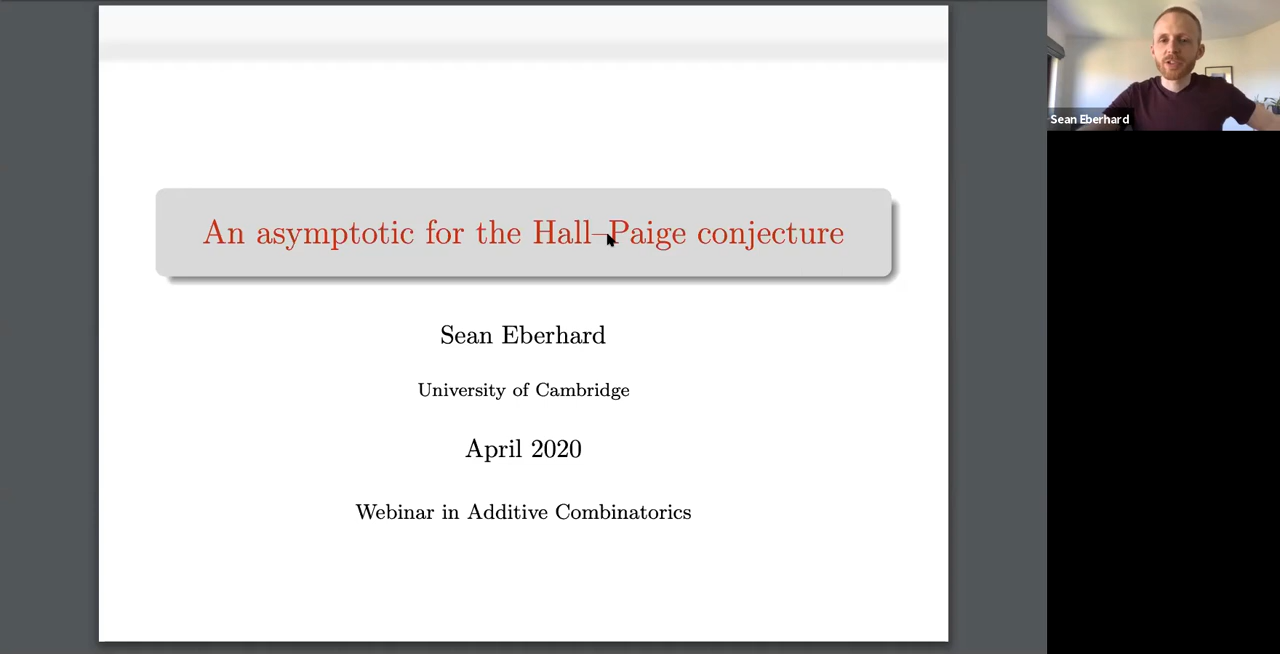 An asymptotic for the Hall–Paige conjecture
Sean Eberhard
University of Cambridge
April 2020
Webinar in Additive Combinatorics
Sean Eberhard